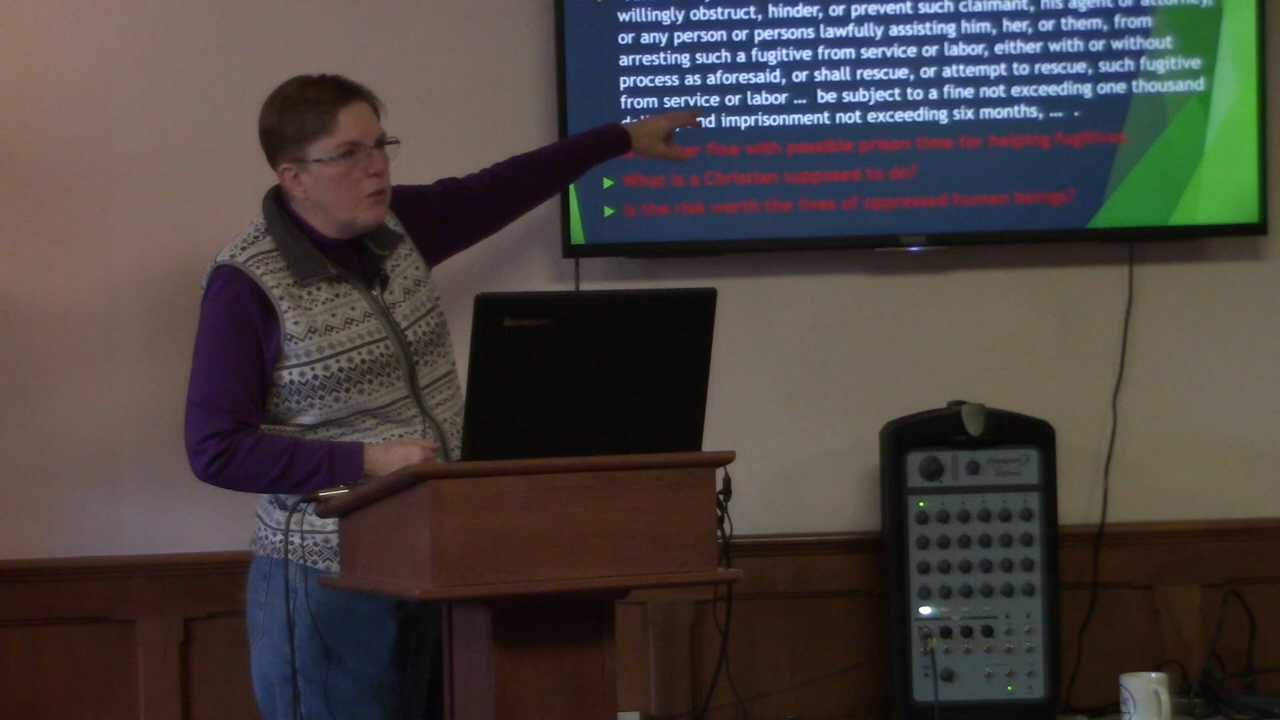 willingly obstruct, hinder, or prevent such claimant, his agent or attorney,
or any person or persons lawfully assisting him, her, or them, from
arresting such a fugitive from service or labor, either with or without
process as aforesaid, or shall rescue, or attempt to rescue, such fugitive
from service or labor ... be subject to a fine not exceeding one thousand
imprisonment not exceeding six months, ... .
fine with possible prison time for helping fugitives.
What is a Christian supposed to do?
Is the risk worth the lives of oppressed human beings?
lenovo